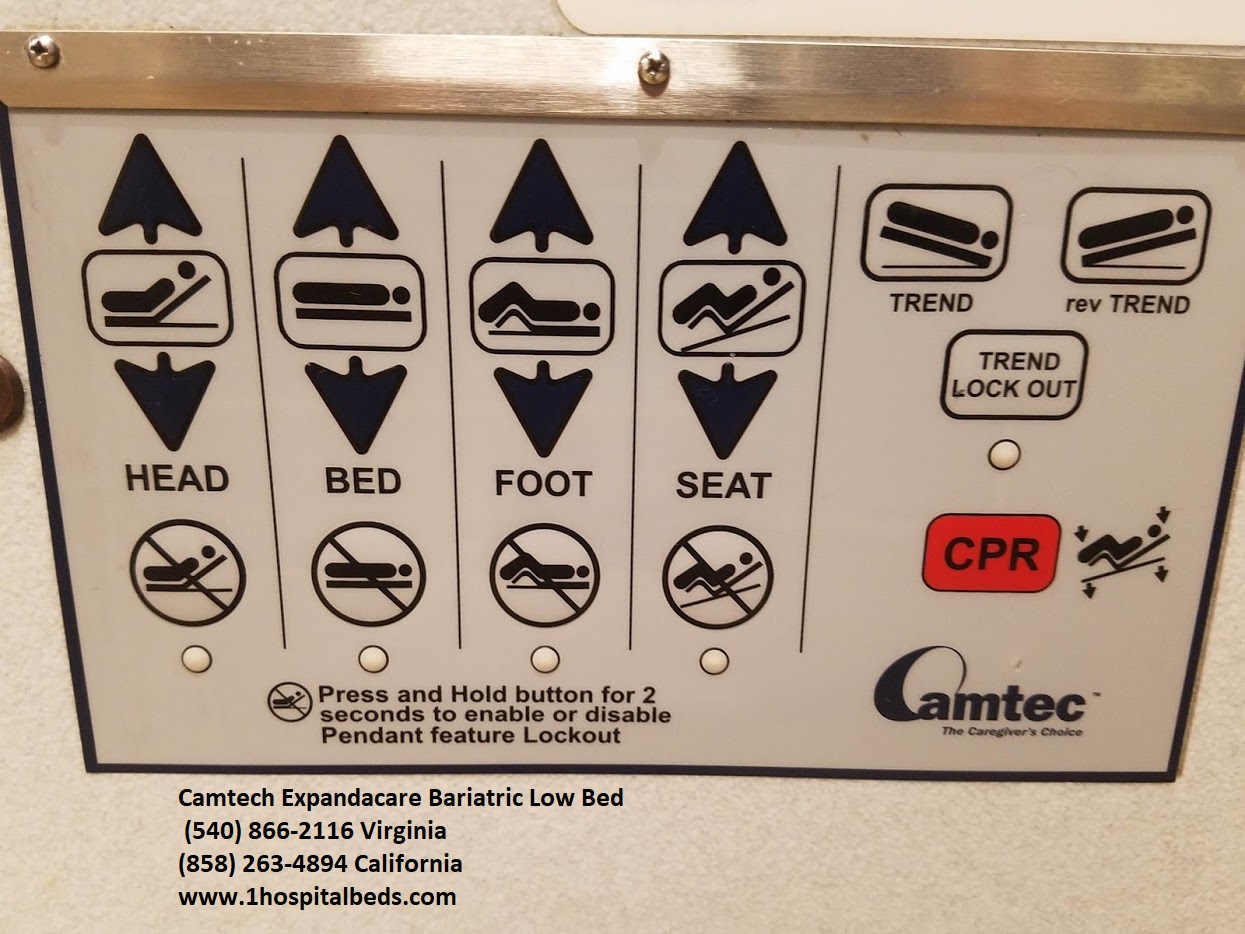 HEAD
BED
FOOT
SEAT
TREND
rev TREND
TREND
LOCK OUT
CPR
Press and Hold button for 2
seconds to enable or disable
Pendant feature Lockout
Camtec™
The Caregiver's Choice
Camtech Expandacare Bariatric Low Bed
(540) 866-2116 Virginia
(858) 263-4894 California
www.1hospitalbeds.com